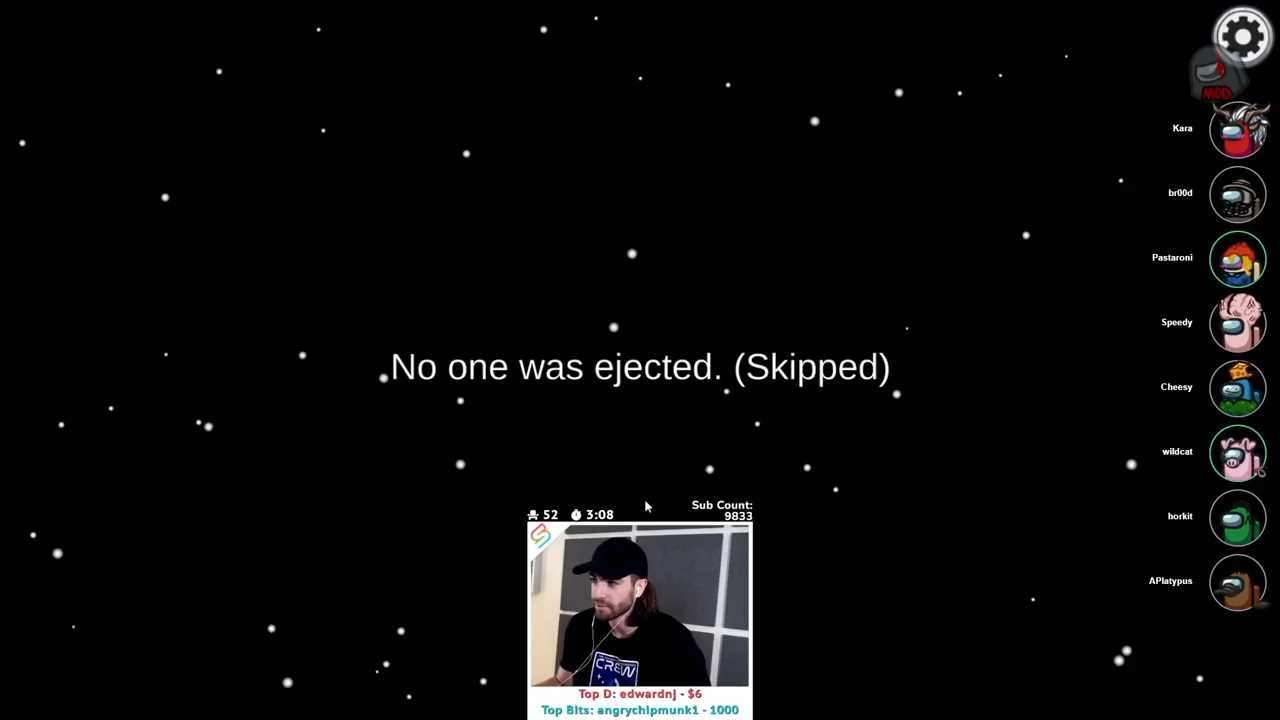 MOD
Kara
br00d
Pastaroni
Speedy
No one was ejected. (Skipped)
Cheesy
wildcat
52 3:08 Sub Count:
9833
horkit
APlatypus
CREW
Top D: edwardnj - $6
Top Bits: angrychipmunk1 - 1000